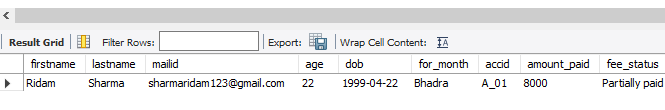 Result Grid Filter Rows: Export: Wrap Cell Content:
firstname lastname mailid age dob for_month accid amount_paid fee_status
Ridam Sharma sharmaridam123@gmail.com 22 1999-04-22 Bhadra A_01 8000 Partially paid